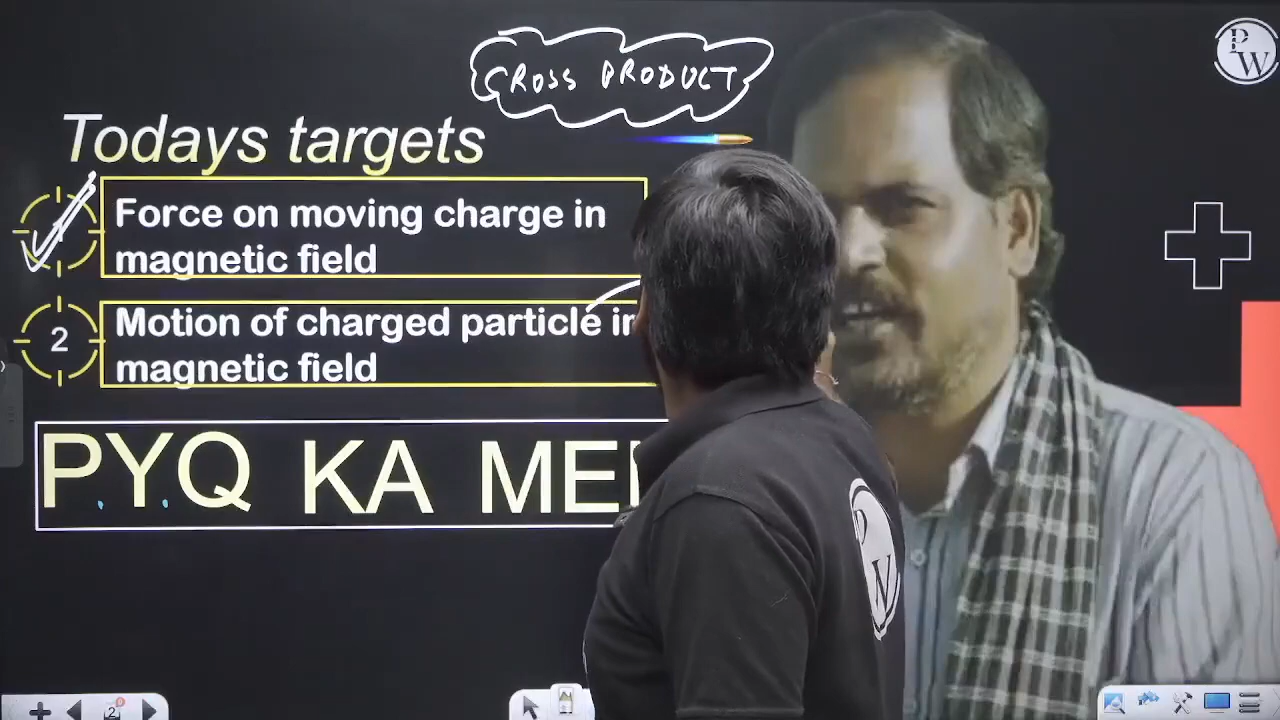 CROSS PRODUCT
P
W
Todays targets
Force on moving charge in
magnetic field
2
Motion of charged particle in
magnetic field
PYQ KA
2